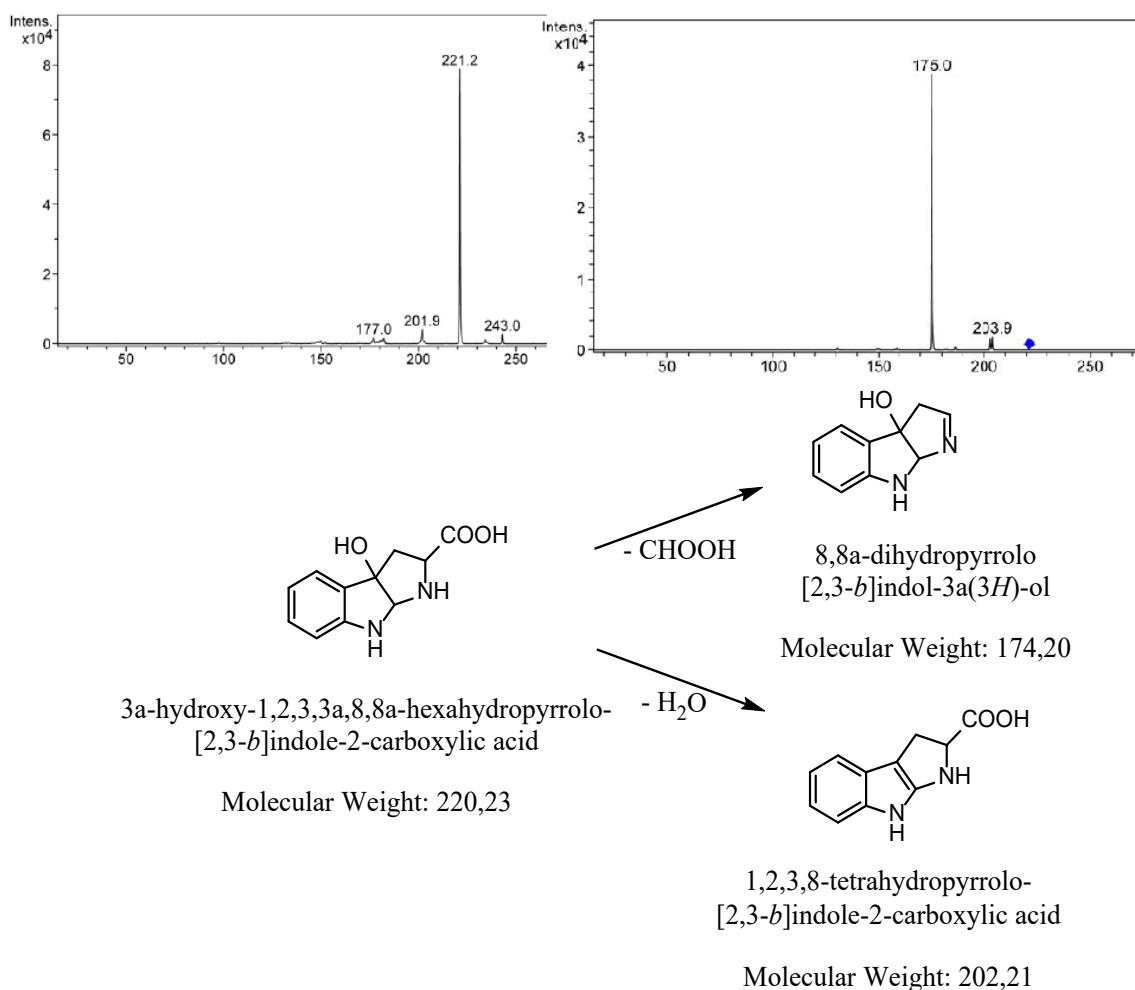 Intens.
x10⁴
8
6
4
2
0
50
100
150
200
250
221.2
177.0
201.9
243.0
Intens.
x10⁴
4
3
2
1
0
50
100
150
200
250
175.0
203.9
HO
N
N
H
8,8a-dihydropyrrolo
[2,3-b]indol-3a(3H)-ol
Molecular Weight: 174,20
- CHOOH
HO
COOH
NH
N
H
3a-hydroxy-1,2,3,3a,8,8a-hexahydropyrrolo-
[2,3-b]indole-2-carboxylic acid
Molecular Weight: 220,23
- H₂O
COOH
NH
N
H
1,2,3,8-tetrahydropyrrolo-
[2,3-b]indole-2-carboxylic acid
Molecular Weight: 202,21